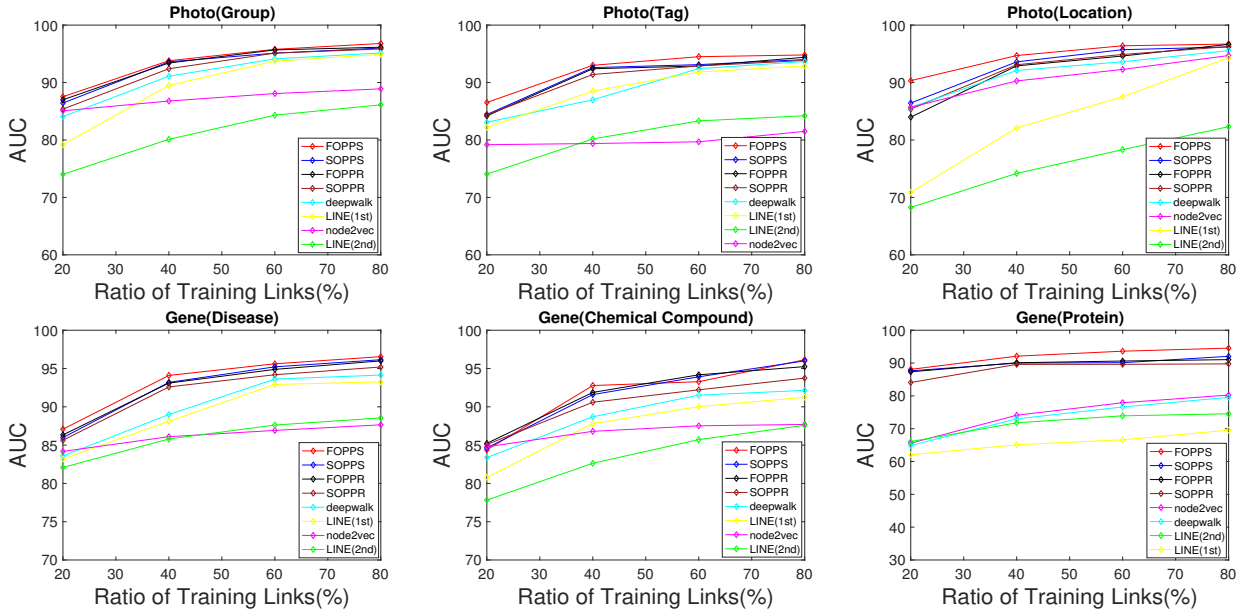 Photo(Group)
100
90
80
70
60
AUC
20 30 40 50 60 70 80
Ratio of Training Links(%)
FOPPS
SOPPS
FOPPR
SOPPR
deepwalk
LINE(1st)
node2vec
LINE(2nd)
Photo(Tag)
100
90
80
70
60
AUC
20 30 40 50 60 70 80
Ratio of Training Links(%)
FOPPS
SOPPS
FOPPR
SOPPR
deepwalk
LINE(1st)
LINE(2nd)
node2vec
Photo(Location)
100
90
80
70
60
AUC
20 30 40 50 60 70 80
Ratio of Training Links(%)
FOPPS
SOPPS
FOPPR
SOPPR
deepwalk
node2vec
LINE(1st)
LINE(2nd)
Gene(Disease)
100
95
90
85
80
75
70
AUC
20 30 40 50 60 70 80
Ratio of Training Links(%)
FOPPS
SOPPS
FOPPR
SOPPR
deepwalk
LINE(1st)
node2vec
LINE(2nd)
Gene(Chemical Compound)
100
95
90
85
80
75
70
AUC
20 30 40 50 60 70 80
Ratio of Training Links(%)
FOPPS
SOPPS
FOPPR
SOPPR
deepwalk
LINE(1st)
node2vec
LINE(2nd)
Gene(Protein)
100
90
80
70
60
50
40
30
AUC
20 30 40 50 60 70 80
Ratio of Training Links(%)
FOPPS
SOPPS
FOPPR
SOPPR
node2vec
deepwalk
LINE(2nd)
LINE(1st)